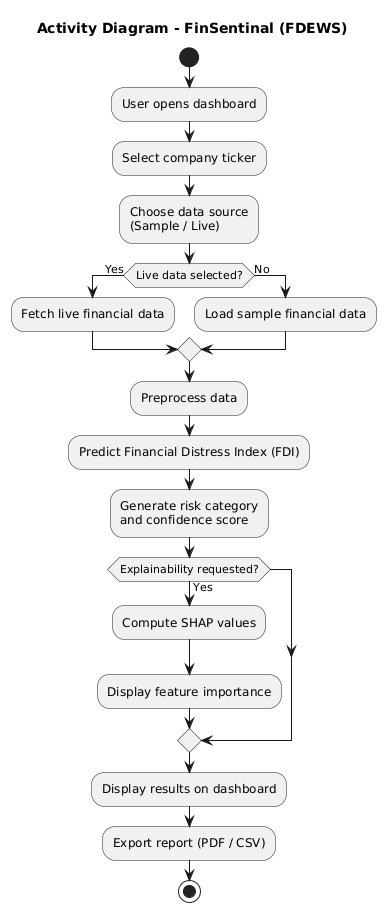 Activity Diagram - FinSentinal (FDEWS)
User opens dashboard
Select company ticker
Choose data source
(Sample / Live)
Live data selected?
Yes
No
Fetch live financial data
Load sample financial data
Preprocess data
Predict Financial Distress Index (FDI)
Generate risk category
and confidence score
Explainability requested?
Yes
Compute SHAP values
Display feature importance
Display results on dashboard
Export report (PDF / CSV)